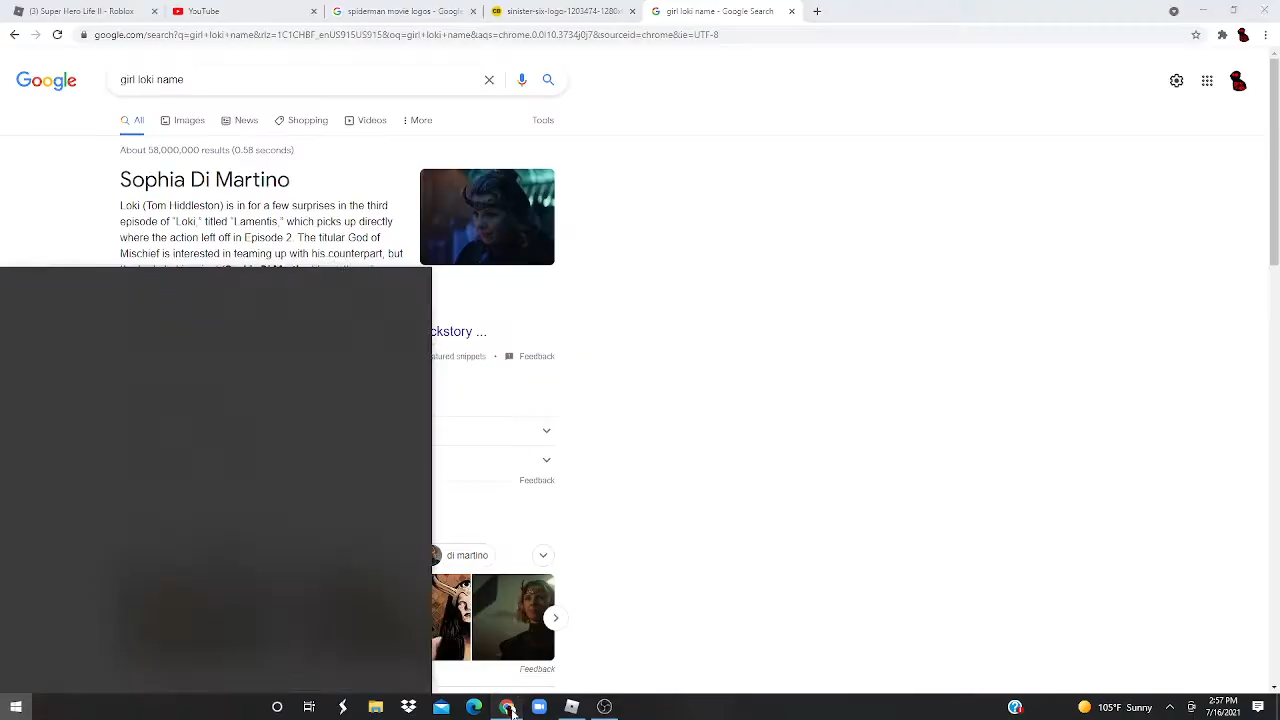 (3) Super Hero Life II - Roblox
YouTube
spiderman movie logos - Google
sinister-six-logo-1203474-1280x
girl loki name - Google Search
google.com/search?q=girl+loki+name&rlz=1C1CHBF_enUS915US915&oq=girl+loki+name&aqs=chrome.0.0i10.3734j0j7&sourceid=chrome&ie=UTF-8
Google
girl loki name
All
Images
News
Shopping
Videos
More
Tools
About 58,000,000 results (0.58 seconds)
Sophia Di Martino
Loki (Tom Hiddleston) is in for a few surprises in the third
episode of "Loki," titled "Lamentis," which picks up directly
where the action left off in Episode 2. The titular God of
Mischief is interested in teaming up with his counterpart, but
ckstory ...
atured snippets
Feedback
Feedback
di martino
Feedback
105°F Sunny
2:57 PM
7/16/2021